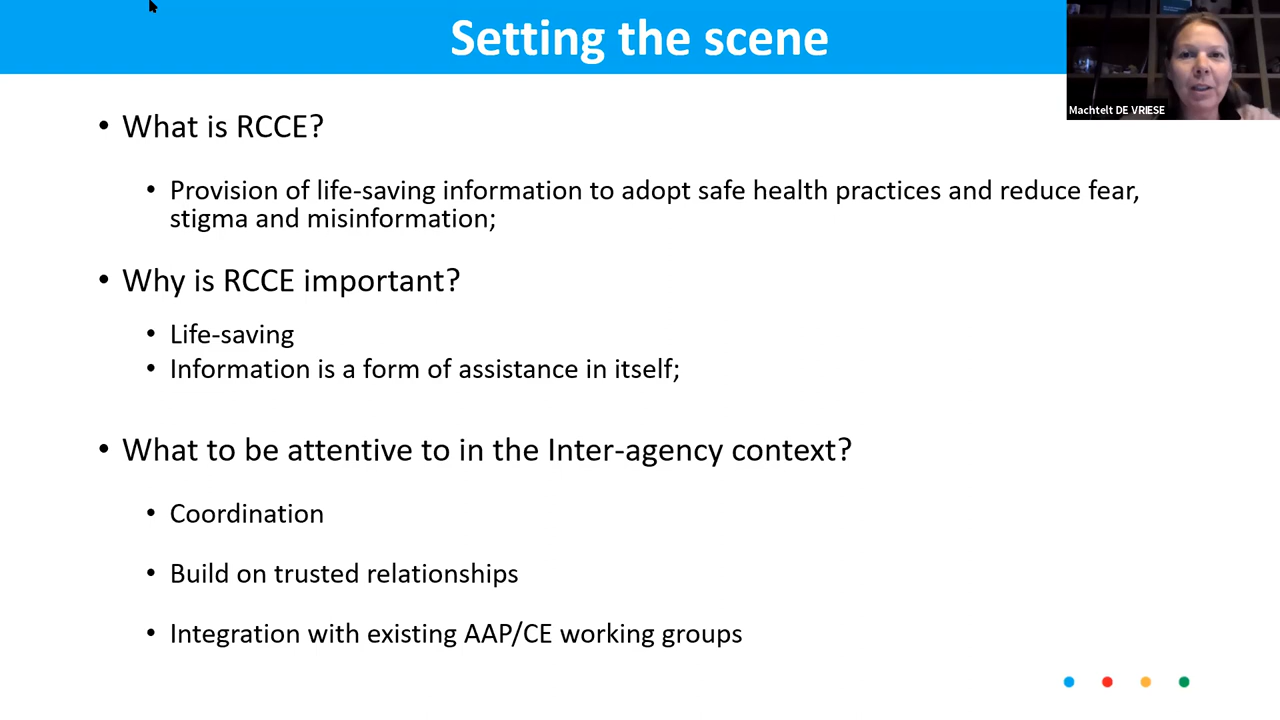 Setting the scene
Machtelt DE VRIESE
• What is RCCE?
• Provision of life-saving information to adopt safe health practices and reduce fear,
stigma and misinformation;
• Why is RCCE important?
• Life-saving
• Information is a form of assistance in itself;
• What to be attentive to in the Inter-agency context?
• Coordination
• Build on trusted relationships
• Integration with existing AAP/CE working groups